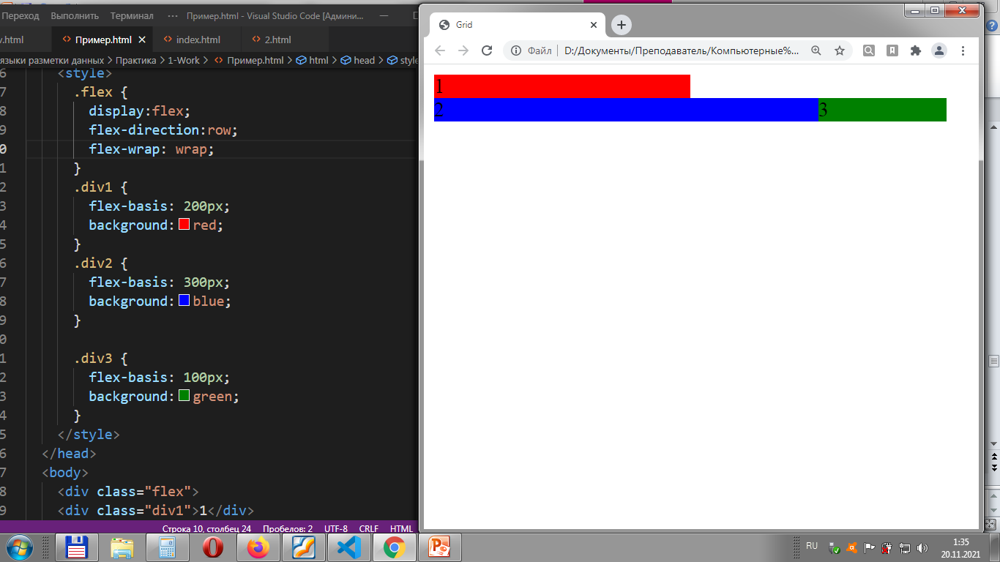 Переход Выполнить Терминал ··· Пример.html - Visual Studio Code [Админи...
.html Пример.html index.html 2.html
языки разметки данных > Практика > 1-Work > Пример.html > html > head > style
6 <style>
7 .flex {
8 display:flex;
9 flex-direction:row;
0 flex-wrap: wrap;
1 }
2 .div1 {
3 flex-basis: 200px;
4 background: red;
5 }
6 .div2 {
7 flex-basis: 300px;
8 background: blue;
9 }
0
1 .div3 {
2 flex-basis: 100px;
3 background: green;
4 }
5 </style>
6 </head>
7 <body>
8 <div class="flex">
9 <div class="div1">1</div>
Строка 10, столбец 24 Пробелов: 2 UTF-8 CRLF HTML
Grid
Файл D:/Документы/Преподаватель/Компьютерные%...
1
2 3
RU 1:35
20.11.2021